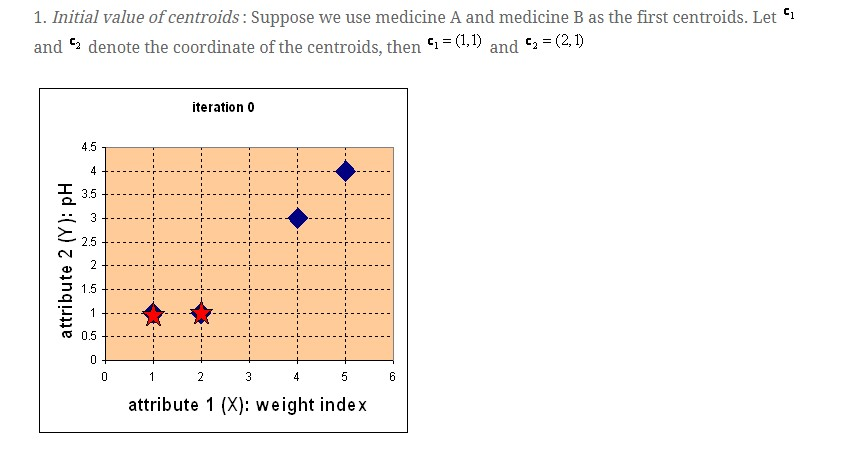 1. Initial value of centroids : Suppose we use medicine A and medicine B as the first centroids. Let c₁
and c₂ denote the coordinate of the centroids, then c₁ = (1,1) and c₂ = (2,1)
iteration 0
4.5
4
3.5
3
2.5
2
1.5
1
0.5
0
attribute 2 (Y): pH
0 1 2 3 4 5 6
attribute 1 (X): weight index